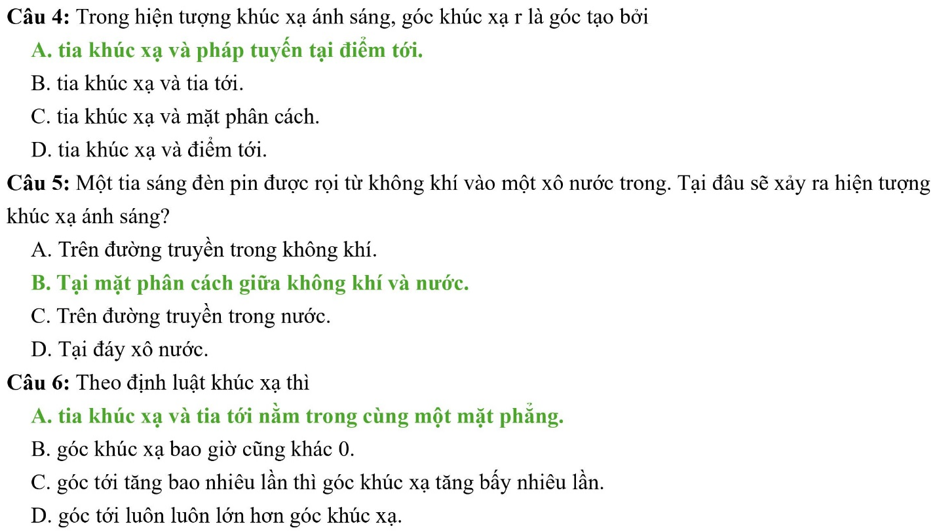 Câu 4: Trong hiện tượng khúc xạ ánh sáng, góc khúc xạ r là góc tạo bởi
A. tia khúc xạ và pháp tuyến tại điểm tới.
B. tia khúc xạ và tia tới.
C. tia khúc xạ và mặt phân cách.
D. tia khúc xạ và điểm tới.
Câu 5: Một tia sáng đèn pin được rọi từ không khí vào một xô nước trong. Tại đâu sẽ xảy ra hiện tượng
khúc xạ ánh sáng?
A. Trên đường truyền trong không khí.
B. Tại mặt phân cách giữa không khí và nước.
C. Trên đường truyền trong nước.
D. Tại đáy xô nước.
Câu 6: Theo định luật khúc xạ thì
A. tia khúc xạ và tia tới nằm trong cùng một mặt phẳng.
B. góc khúc xạ bao giờ cũng khác 0.
C. góc tới tăng bao nhiêu lần thì góc khúc xạ tăng bấy nhiêu lần.
D. góc tới luôn luôn lớn hơn góc khúc xạ.